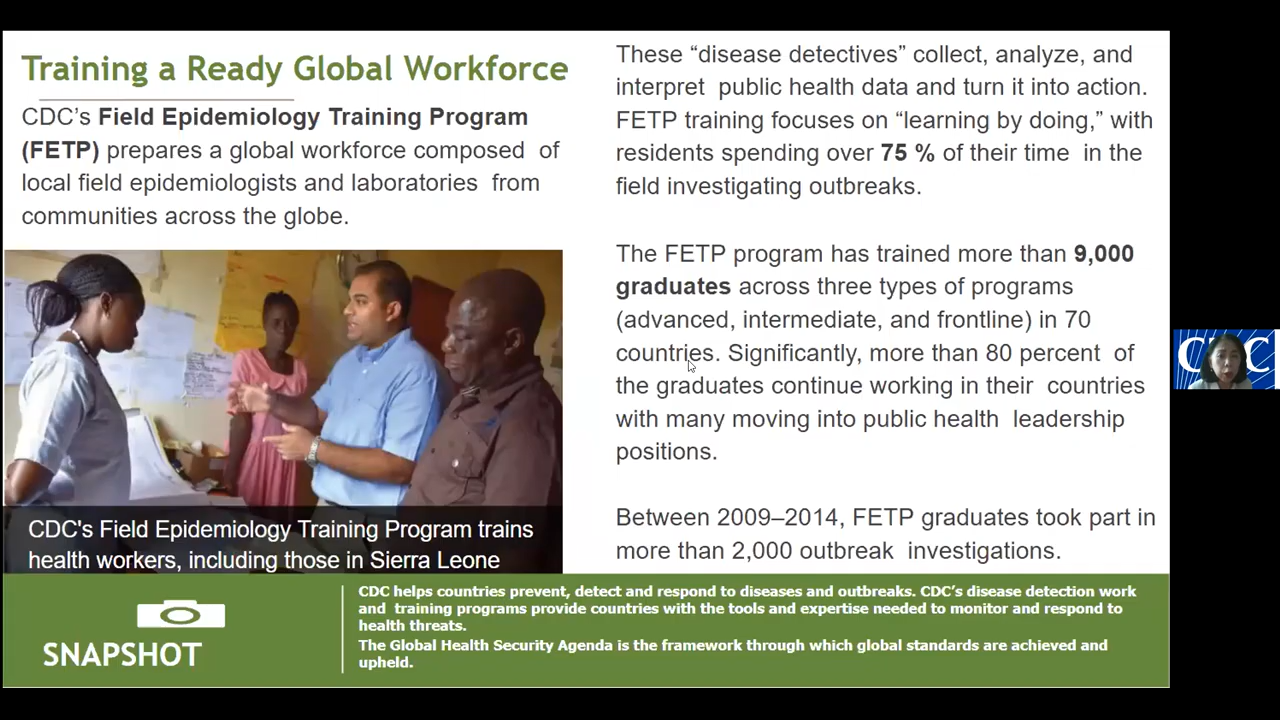 Training a Ready Global Workforce
CDC’s Field Epidemiology Training Program
(FETP) prepares a global workforce composed of
local field epidemiologists and laboratories from
communities across the globe.
CDC's Field Epidemiology Training Program trains
health workers, including those in Sierra Leone
These “disease detectives” collect, analyze, and
interpret public health data and turn it into action.
FETP training focuses on “learning by doing,” with
residents spending over 75 % of their time in the
field investigating outbreaks.
The FETP program has trained more than 9,000
graduates across three types of programs
(advanced, intermediate, and frontline) in 70
countries. Significantly, more than 80 percent of
the graduates continue working in their countries
with many moving into public health leadership
positions.
Between 2009–2014, FETP graduates took part in
more than 2,000 outbreak investigations.
SNAPSHOT
CDC helps countries prevent, detect and respond to diseases and outbreaks. CDC’s disease detection work
and training programs provide countries with the tools and expertise needed to monitor and respond to
health threats.
The Global Health Security Agenda is the framework through which global standards are achieved and
upheld.
CDC